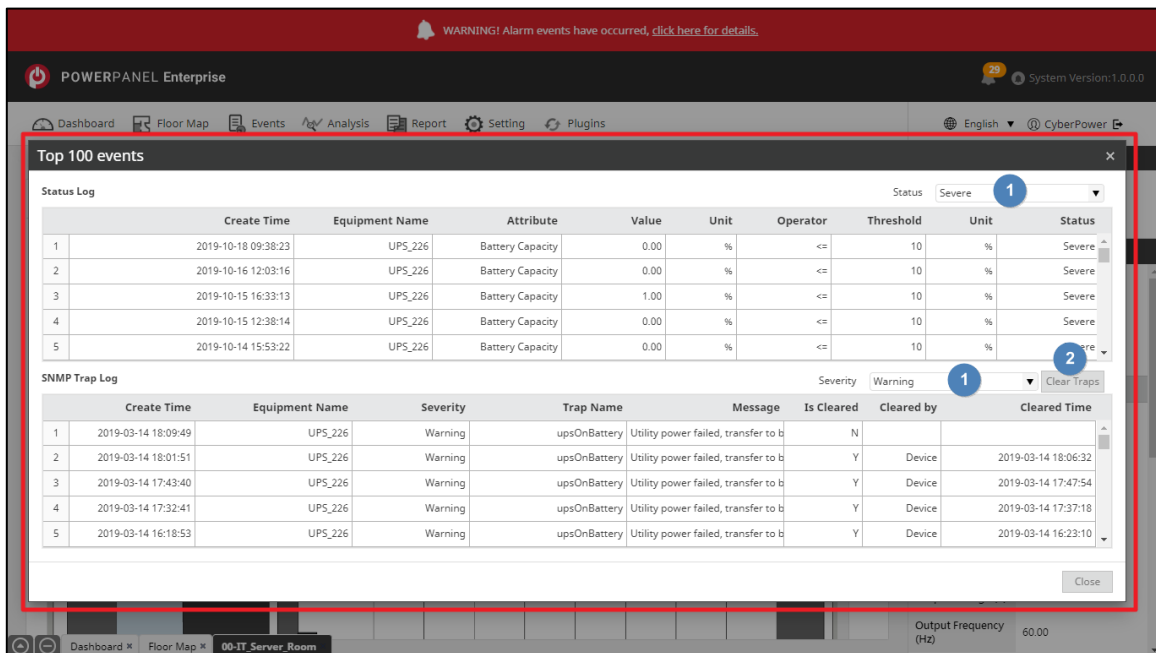 WARNING! Alarm events have occurred, click here for details.
POWERPANEL Enterprise
29
System Version:1.0.0.0
Dashboard Floor Map Events Analysis Report Setting Plugins English CyberPower
Top 100 events ×
Status Log Status Severe 1
Create Time Equipment Name Attribute Value Unit Operator Threshold Unit Status
1 2019-10-18 09:38:23 UPS_226 Battery Capacity 0.00 % <= 10 % Severe
2 2019-10-16 12:03:16 UPS_226 Battery Capacity 0.00 % <= 10 % Severe
3 2019-10-15 16:33:13 UPS_226 Battery Capacity 1.00 % <= 10 % Severe
4 2019-10-15 12:38:14 UPS_226 Battery Capacity 0.00 % <= 10 % Severe
5 2019-10-14 15:53:22 UPS_226 Battery Capacity 0.00 % <= 10 %
2
SNMP Trap Log Severity Warning 1 Clear Traps
Create Time Equipment Name Severity Trap Name Message Is Cleared Cleared by Cleared Time
1 2019-03-14 18:09:49 UPS_226 Warning upsOnBattery Utility power failed, transfer to b N
2 2019-03-14 18:01:51 UPS_226 Warning upsOnBattery Utility power failed, transfer to b Y Device 2019-03-14 18:06:32
3 2019-03-14 17:43:40 UPS_226 Warning upsOnBattery Utility power failed, transfer to b Y Device 2019-03-14 17:47:54
4 2019-03-14 17:32:41 UPS_226 Warning upsOnBattery Utility power failed, transfer to b Y Device 2019-03-14 17:37:18
5 2019-03-14 16:18:53 UPS_226 Warning upsOnBattery Utility power failed, transfer to b Y Device 2019-03-14 16:23:10
Close
Output Frequency
(Hz) 60.00
Dashboard × Floor Map × 00-IT_Server_Room